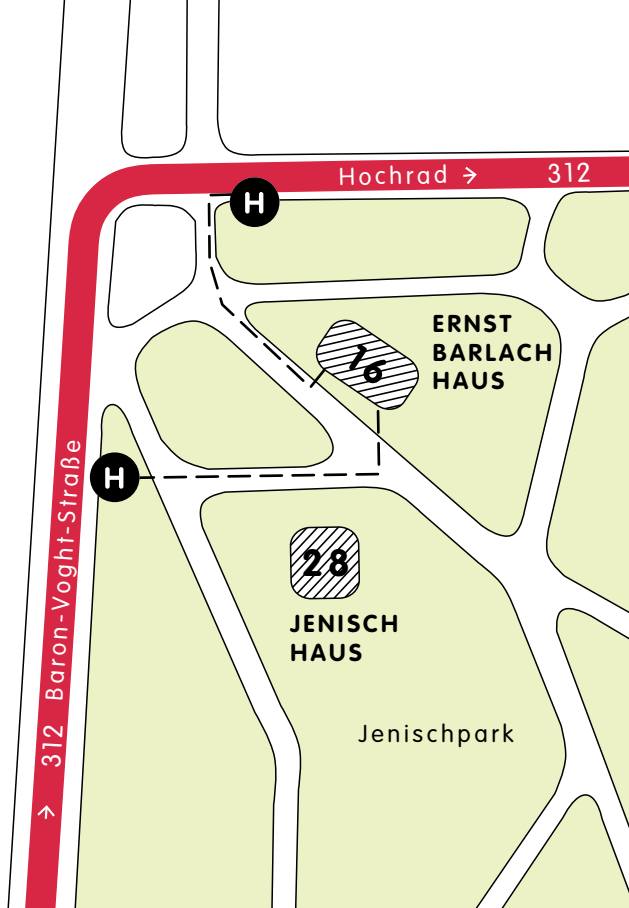 Hochrad → 312
H
ERNST
BARLACH
HAUS
16
H
28
JENISCH
HAUS
Jenischpark
→ 312 Baron-Voght-Straße